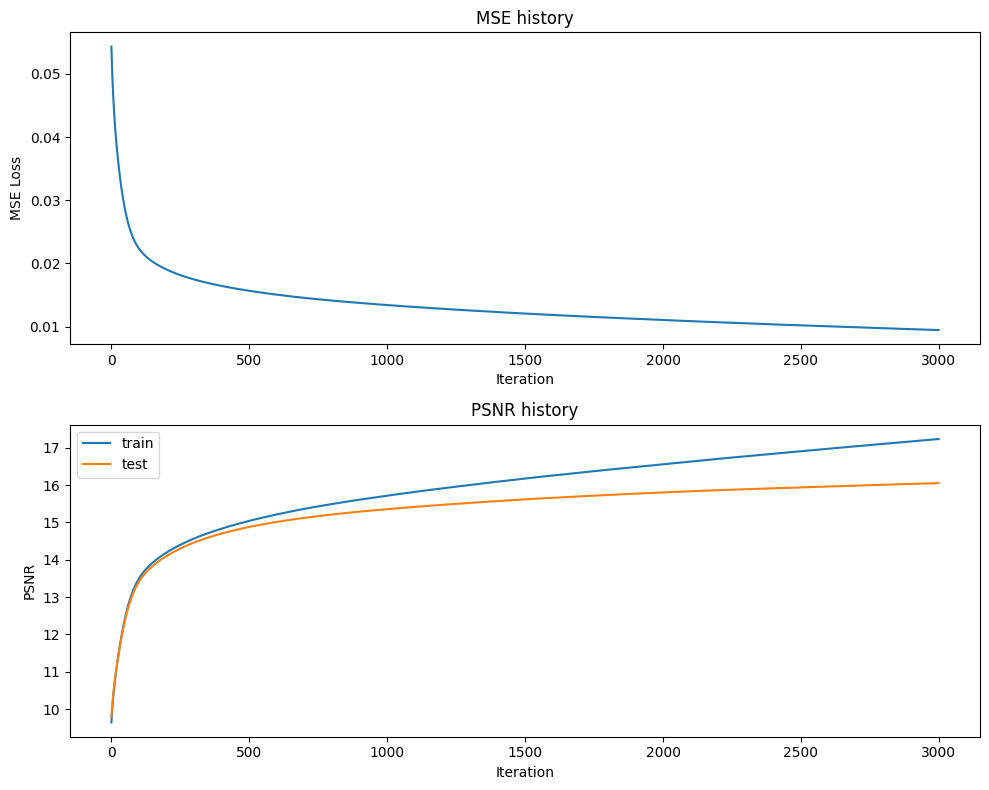 MSE history
MSE Loss
0.05
0.04
0.03
0.02
0.01
0 500 1000 1500 2000 2500 3000
Iteration
PSNR history
train
test
PSNR
17
16
15
14
13
12
11
10
0 500 1000 1500 2000 2500 3000
Iteration